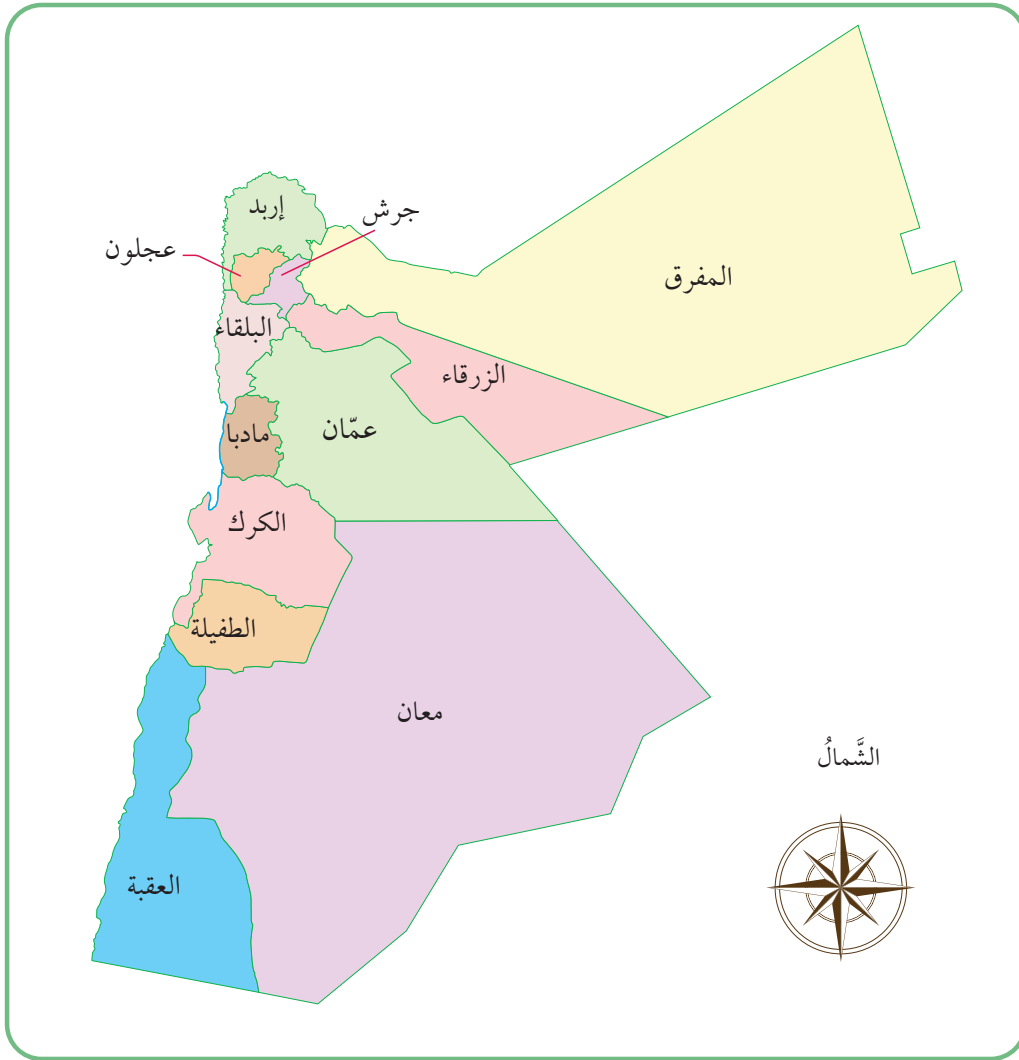 إربد
جرش
عجلون
المفرق
البلقاء
الزرقاء
عمّان
مادبا
الكرك
الطفيلة
معان
الشَّمالُ
العقبة